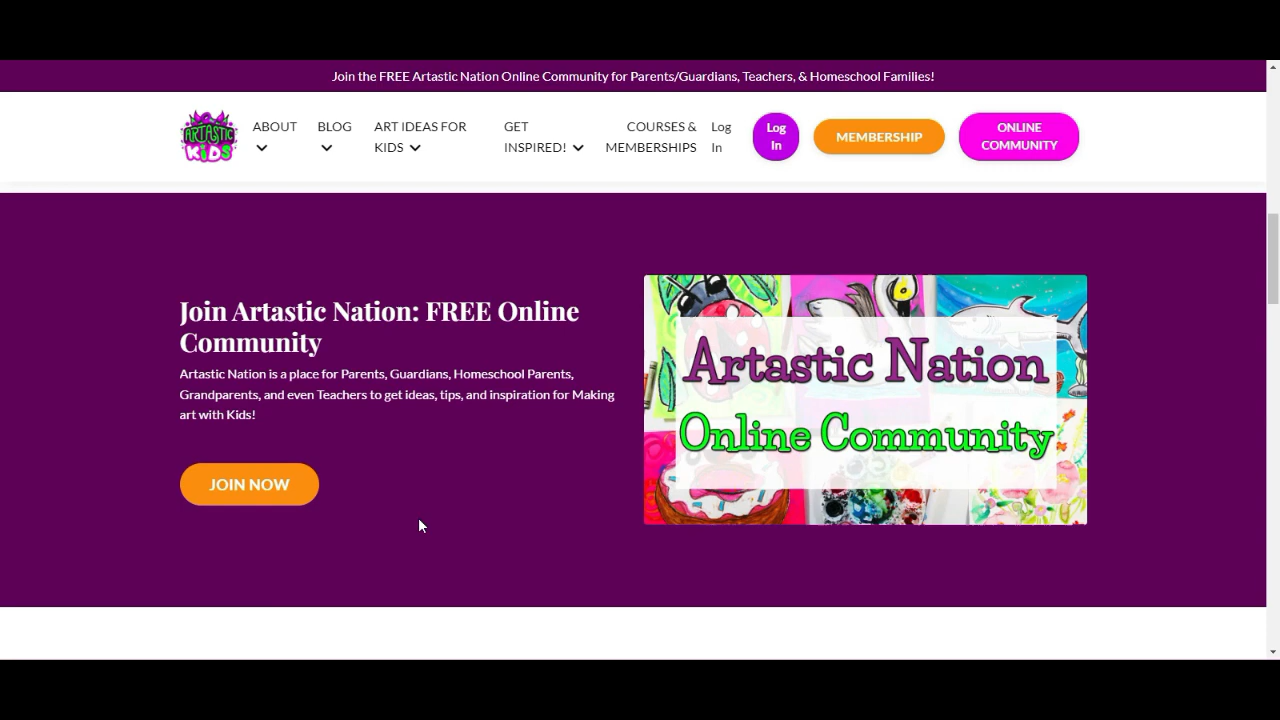 Join the FREE Artastic Nation Online Community for Parents/Guardians, Teachers, & Homeschool Families!
ARTASTIC
KiDS
ABOUT
BLOG
ART IDEAS FOR
KIDS
GET
INSPIRED!
COURSES &
MEMBERSHIPS
Log
In
Log
In
MEMBERSHIP
ONLINE
COMMUNITY
Join Artastic Nation: FREE Online
Community
Artastic Nation is a place for Parents, Guardians, Homeschool Parents,
Grandparents, and even Teachers to get ideas, tips, and inspiration for Making
art with Kids!
JOIN NOW
Artastic Nation
Online Community